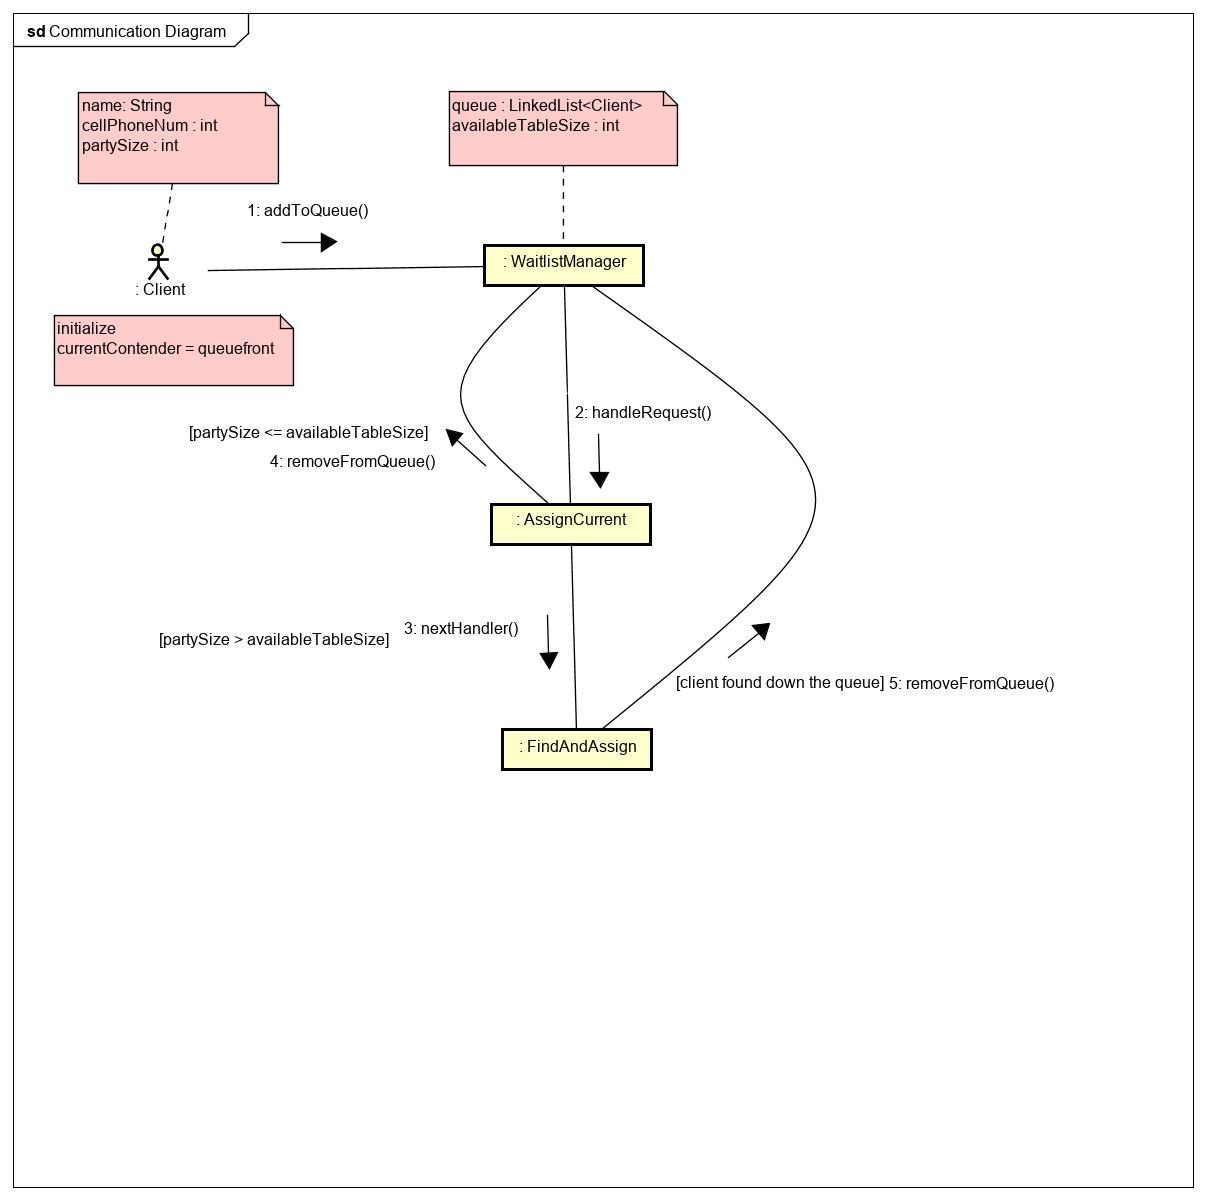 sd Communication Diagram
name: String
cellPhoneNum : int
partySize : int
queue : LinkedList<Client>
availableTableSize : int
1: addToQueue()
: WaitlistManager
: Client
initialize
currentContender = queuefront
2: handleRequest()
[partySize <= availableTableSize]
4: removeFromQueue()
: AssignCurrent
3: nextHandler()
[partySize > availableTableSize]
[client found down the queue] 5: removeFromQueue()
: FindAndAssign